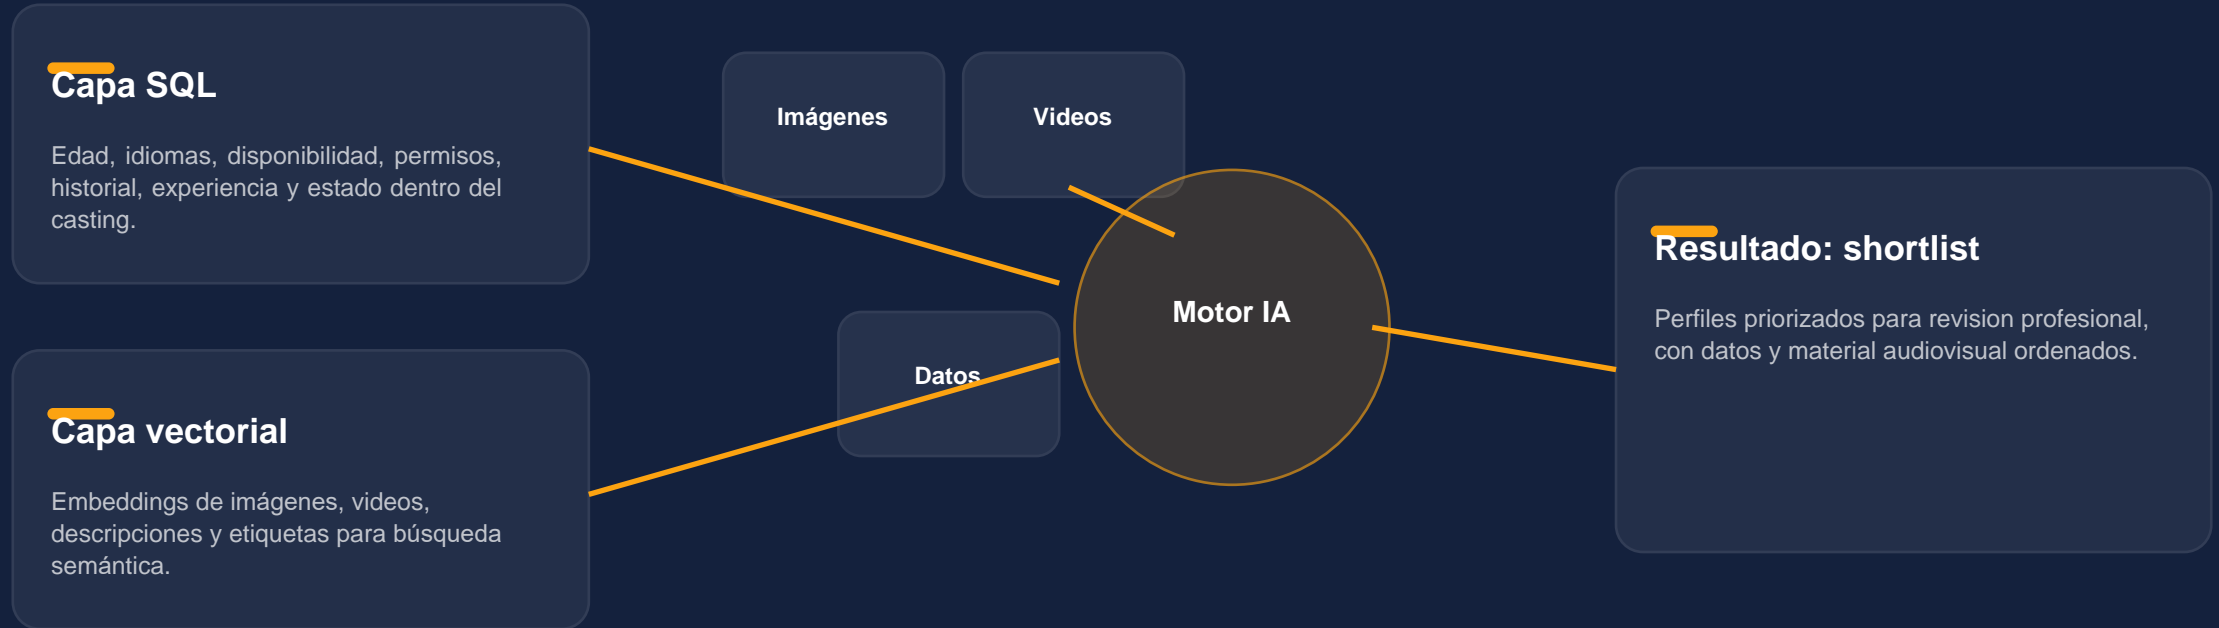 Capa SQL
Edad, idiomas, disponibilidad, permisos,
historial, experiencia y estado dentro del
casting.
Capa vectorial
Embeddings de imágenes, videos,
descripciones y etiquetas para búsqueda
semántica.
Imágenes
Videos
Datos
Motor IA
Resultado: shortlist
Perfiles priorizados para revision profesional,
con datos y material audiovisual ordenados.